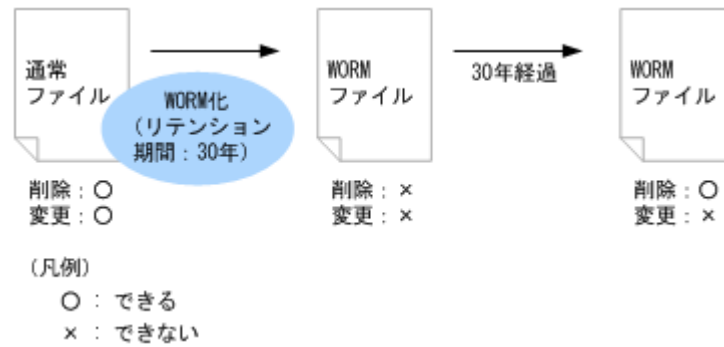 通常
ファイル
WORM化
（リテンション
期間：30年）
削除：○
変更：○
WORM
ファイル
削除：×
変更：×
30年経過
WORM
ファイル
削除：○
変更：×
（凡例）
○：できる
×：できない